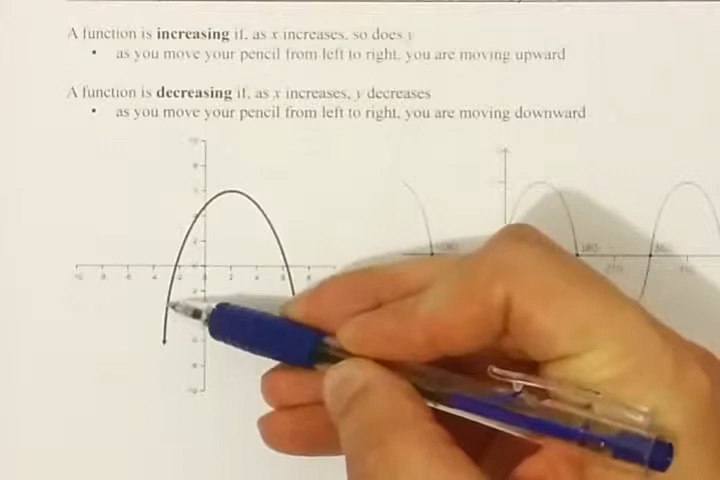 A function is increasing if, as x increases, so does y
• as you move your pencil from left to right, you are moving upward
A function is decreasing if, as x increases, y decreases
• as you move your pencil from left to right, you are moving downward